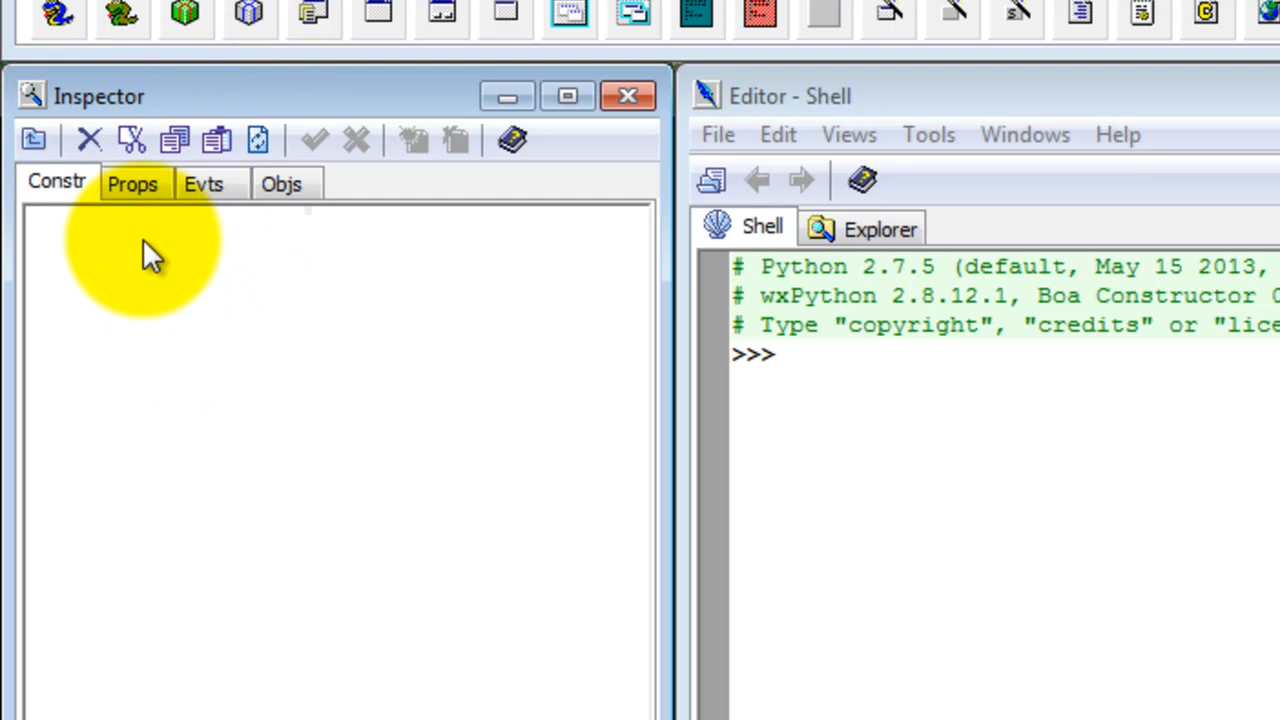 Inspector
Constr Props Evts Objs
Editor - Shell
File Edit Views Tools Windows Help
Shell Explorer
# Python 2.7.5 (default, May 15 2013,
# wxPython 2.8.12.1, Boa Constructor
# Type "copyright", "credits" or "lice
>>>